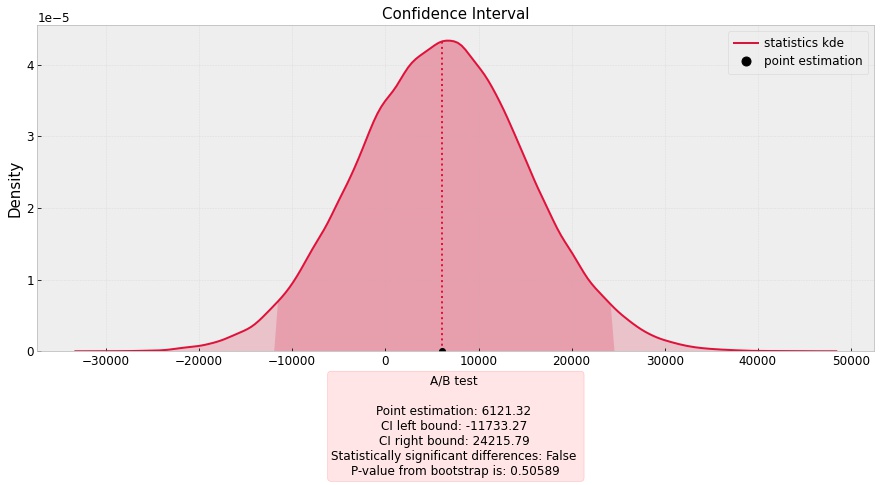 Confidence Interval
1e−5
statistics kde
point estimation
Density
4
3
2
1
0
−30000
−20000
−10000
0
10000
20000
30000
40000
50000
A/B test
Point estimation: 6121.32
CI left bound: -11733.27
CI right bound: 24215.79
Statistically significant differences: False
P-value from bootstrap is: 0.50589